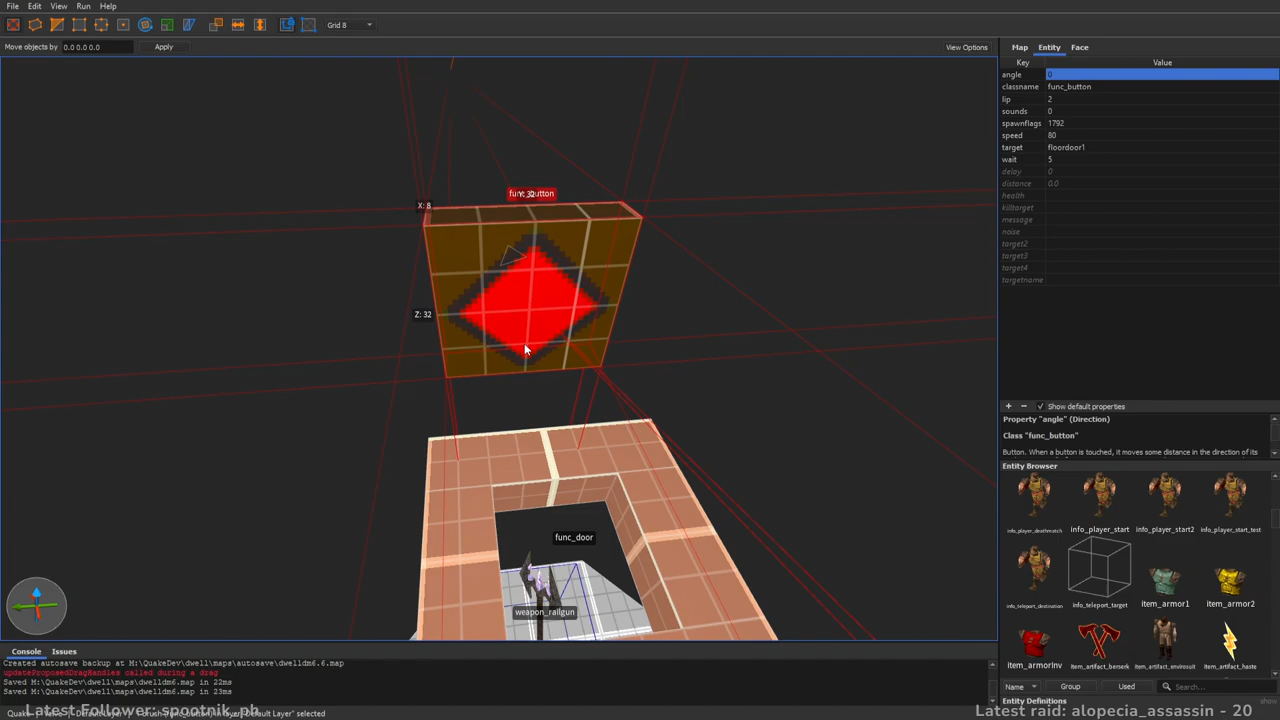 File Edit View Run Help
Grid 8
Move objects by 0.0 0.0 0.0 Apply View Options
Map Entity Face
Key Value
angle 0
classname func_button
lip 2
sounds 0
spawnflags 1792
speed 80
target floordoor1
wait 5
delay 0
distance 0.0
health
killtarget
message
noise
target2
target3
target4
targetname
func_button
X: 8
Z: 32
func_door
weapon_railgun
+ − Show default properties
Property "angle" (Direction)
Class "func_button"
Button. When a button is touched, it moves some distance in the direction of its
Entity Browser
info_player_deathmatch info_player_start info_player_start2 info_player_start_test
info_teleport_destination info_teleport_target item_armor1 item_armor2
item_armorInv item_artifact_berserk item_artifact_envirosuit item_artifact_haste
Name Group Used Search...
Entity Definitions show
Console Issues
Created autosave backup at M:\QuakeDev\dwell\maps\autosave\dwelldm6.6.map
updateProposedDragHandles called during a drag
Saved M:\QuakeDev\dwell\maps\dwelldm6.map in 22ms
Saved M:\QuakeDev\dwell\maps\dwelldm6.map in 23ms
Latest Follower: spootnik_ph
Latest raid: alopecia_assassin - 20